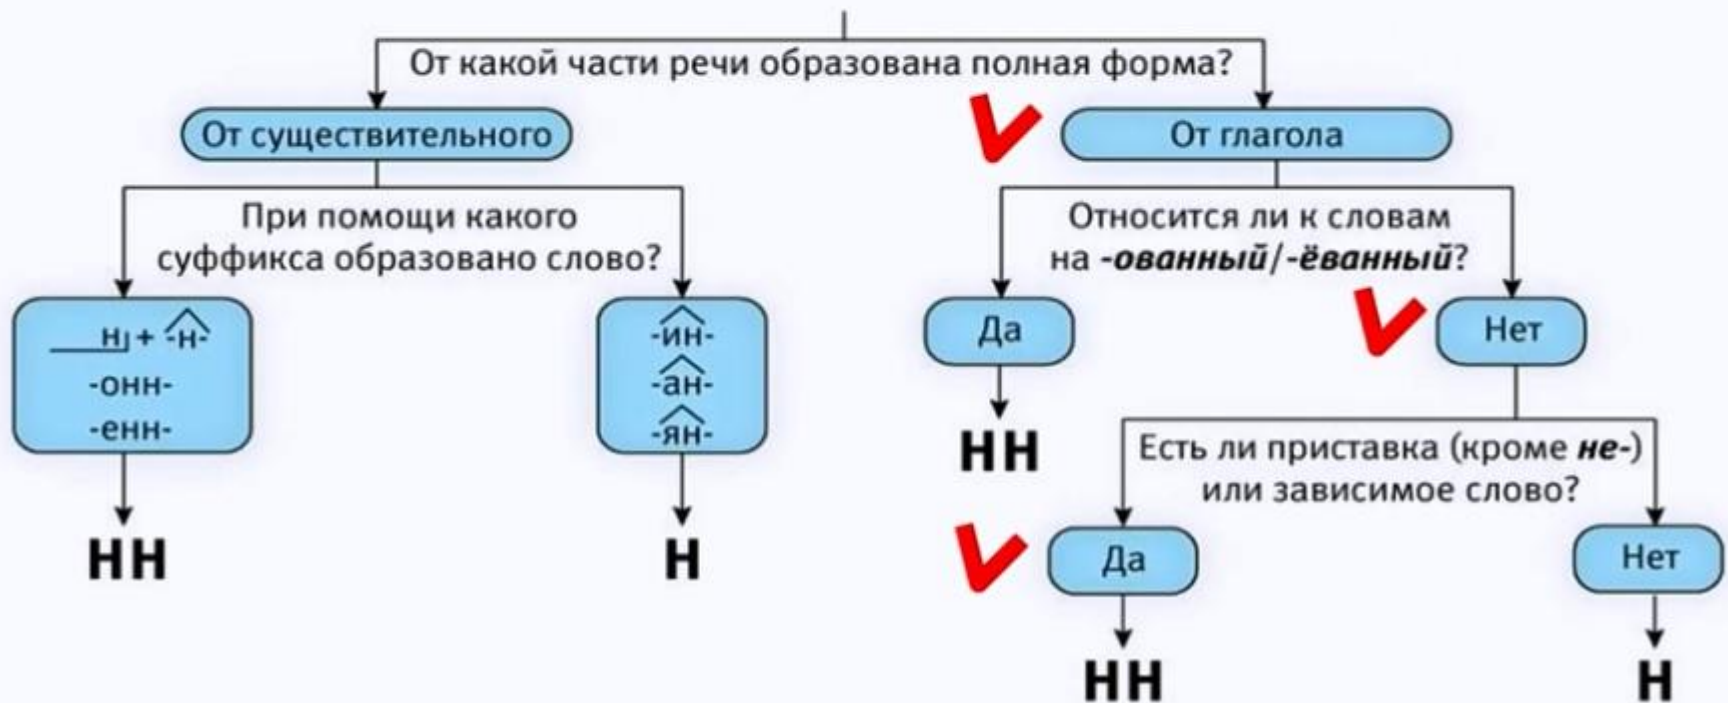 От какой части речи образована полная форма?
От существительного
От глагола
При помощи какого
суффикса образовано слово?
Относится ли к словам
на -ованный/-ёванный?
н + -н-
-онн-
-енн-
-ин-
-ан-
-ян-
Да
Нет
НН
Есть ли приставка (кроме не-)
или зависимое слово?
НН
Н
Да
Нет
НН
Н